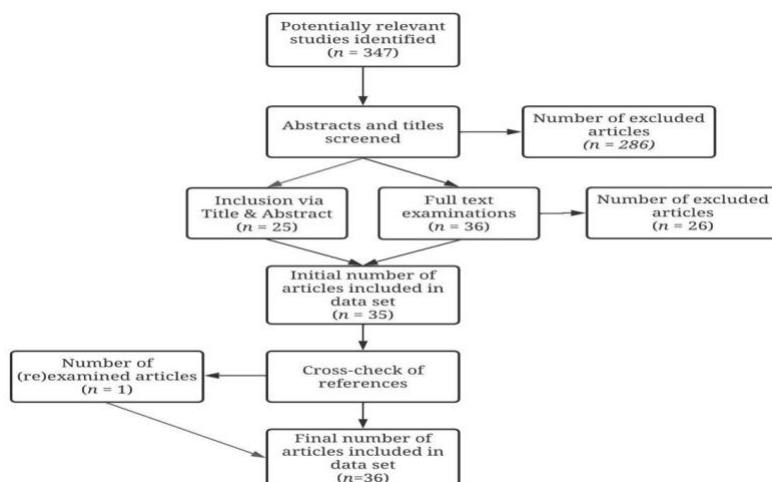 Potentially relevant
studies identified
(n = 347)
Abstracts and titles
screened
Number of excluded
articles
(n = 286)
Inclusion via
Title & Abstract
(n = 25)
Full text
examinations
(n = 36)
Number of excluded
articles
(n = 26)
Initial number of
articles included in
data set
(n = 35)
Cross-check of
references
Number of
(re)examined articles
(n = 1)
Final number of
articles included in
data set
(n=36)